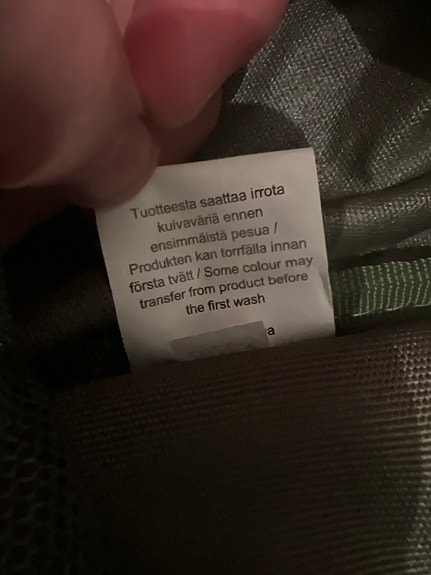 Tuotteesta saattaa irrota
kuivaväriä ennen
ensimmäistä pesua /
Produkten kan torrfälla innan
första tvätt / Some colour may
transfer from product before
the first wash
a